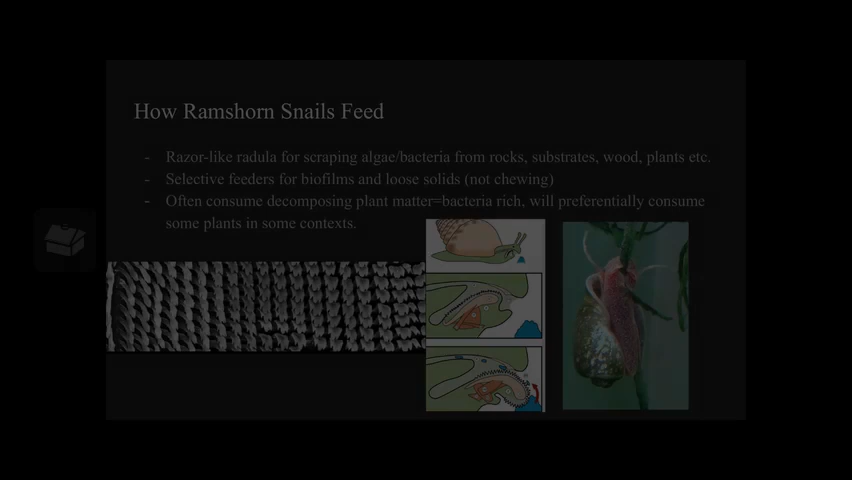 How Ramshorn Snails Feed
- Razor-like radula for scraping algae/bacteria from rocks, substrates, wood, plants etc.
- Selective feeders for biofilms and loose solids (not chewing)
- Often consume decomposing plant matter=bacteria rich, will preferentially consume
some plants in some contexts.